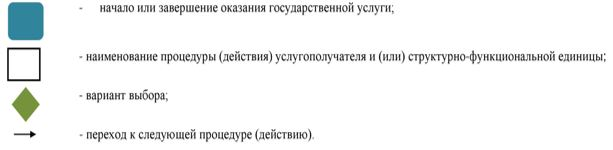 - начало или завершение оказания государственной услуги;
- наименование процедуры (действия) услугополучателя и (или) структурно-функциональной единицы;
- вариант выбора;
- переход к следующей процедуре (действию).